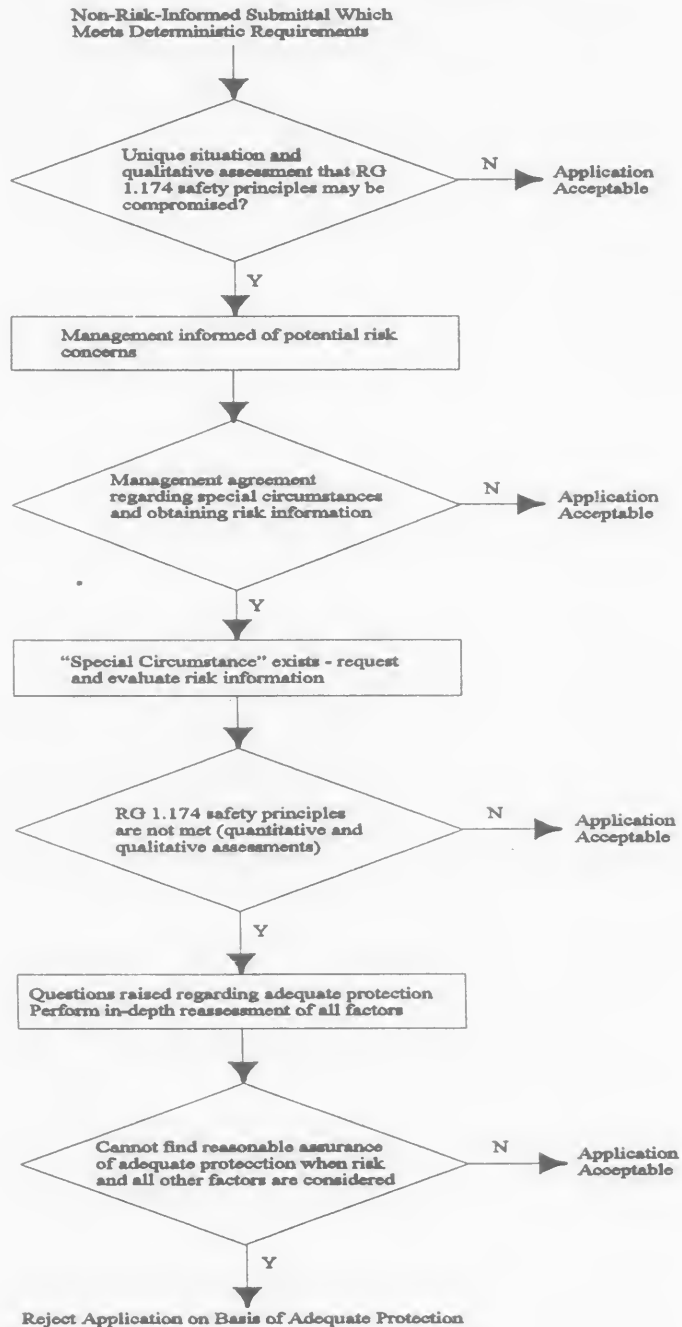 Non-Risk-Informed Submittal Which
Meets Deterministic Requirements
Unique situation and
qualitative assessment that RG
1.174 safety principles may be
compromised?
N
Application
Acceptable
Y
Management informed of potential risk
concerns
Management agreement
regarding special circumstances
and obtaining risk information
N
Application
Acceptable
Y
“Special Circumstance” exists - request
and evaluate risk information
RG 1.174 safety principles
are not met (quantitative and
qualitative assessments)
N
Application
Acceptable
Y
Questions raised regarding adequate protection
Perform in-depth reassessment of all factors
Cannot find reasonable assurance
of adequate protecction when risk
and all other factors are considered
N
Application
Acceptable
Y
Reject Application on Basis of Adequate Protection